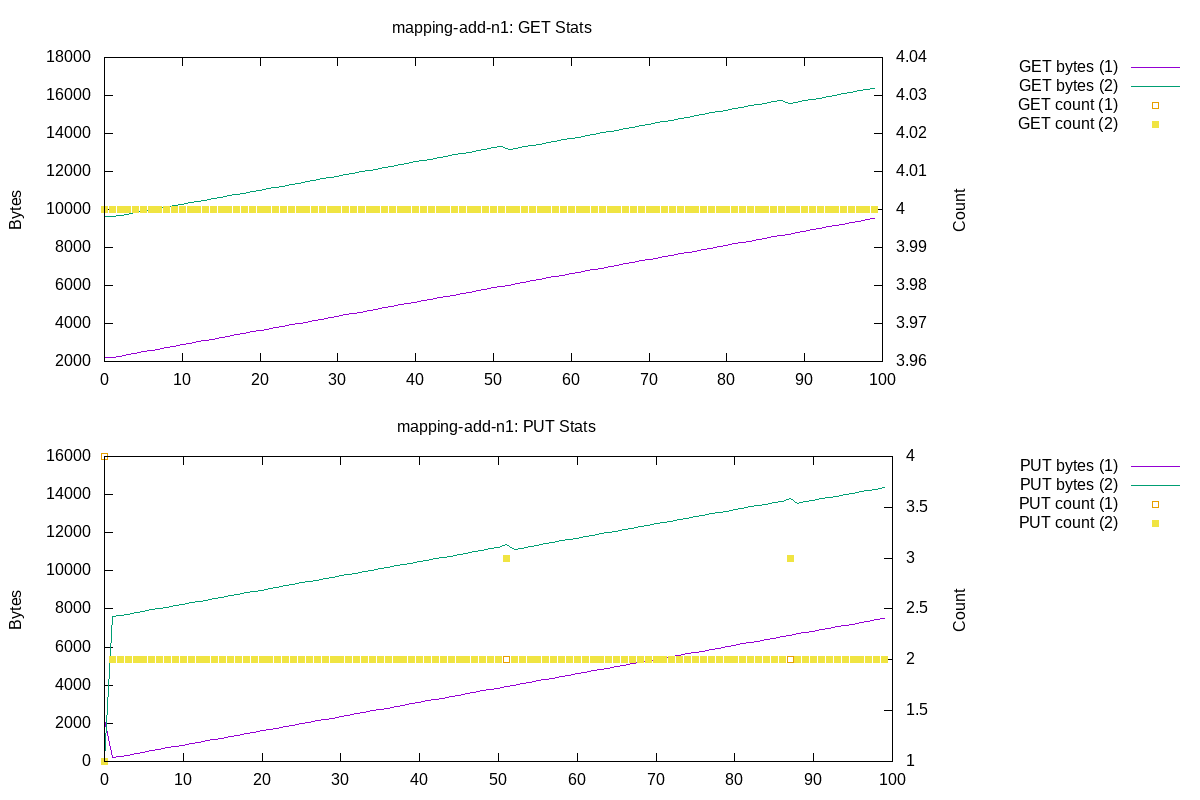 mapping-add-n1: GET Stats
18000
16000
14000
12000
10000
8000
6000
4000
2000
Bytes
0 10 20 30 40 50 60 70 80 90 100
4.04
4.03
4.02
4.01
4
3.99
3.98
3.97
3.96
Count
GET bytes (1)
GET bytes (2)
GET count (1)
GET count (2)
mapping-add-n1: PUT Stats
16000
14000
12000
10000
8000
6000
4000
2000
0
Bytes
0 10 20 30 40 50 60 70 80 90 100
4
3.5
3
2.5
2
1.5
1
Count
PUT bytes (1)
PUT bytes (2)
PUT count (1)
PUT count (2)